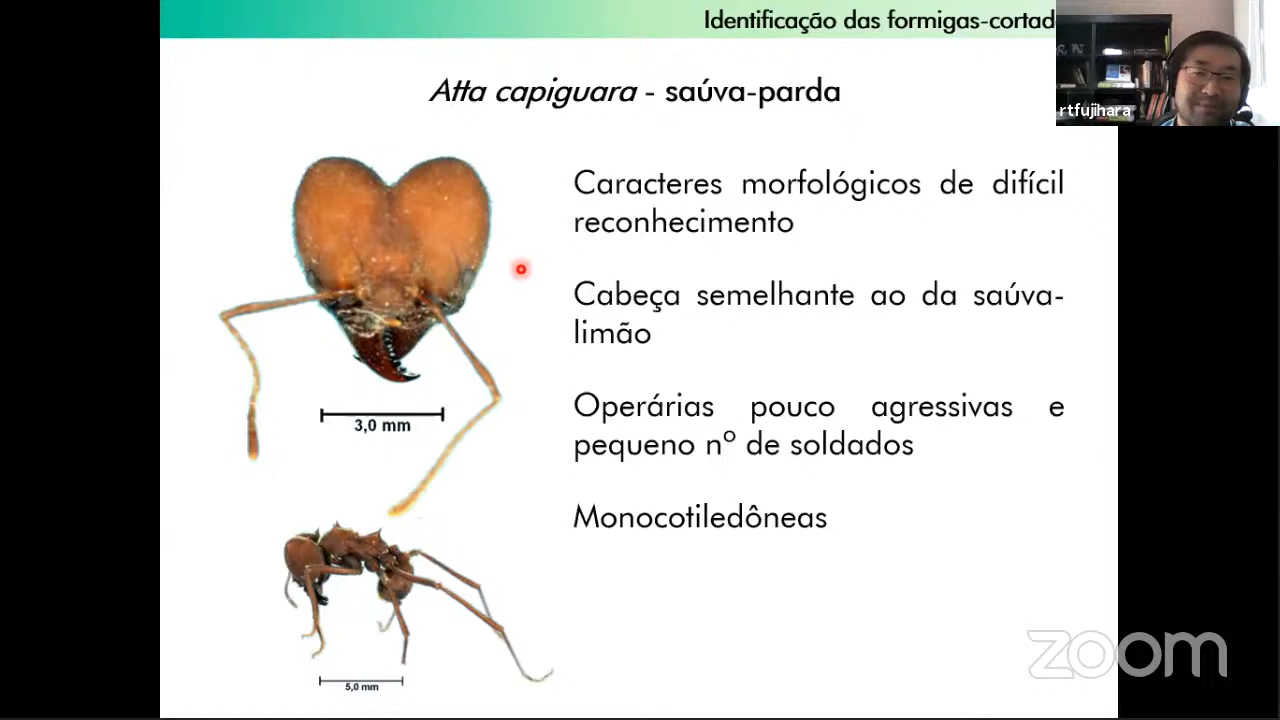 Identificação das formigas-cortad
rtfujihara
Atta capiguara - saúva-parda
Caracteres morfológicos de difícil
reconhecimento
Cabeça semelhante ao da saúva-
limão
Operárias pouco agressivas e
pequeno nº de soldados
Monocotiledôneas
3,0 mm
5,0 mm
zoom